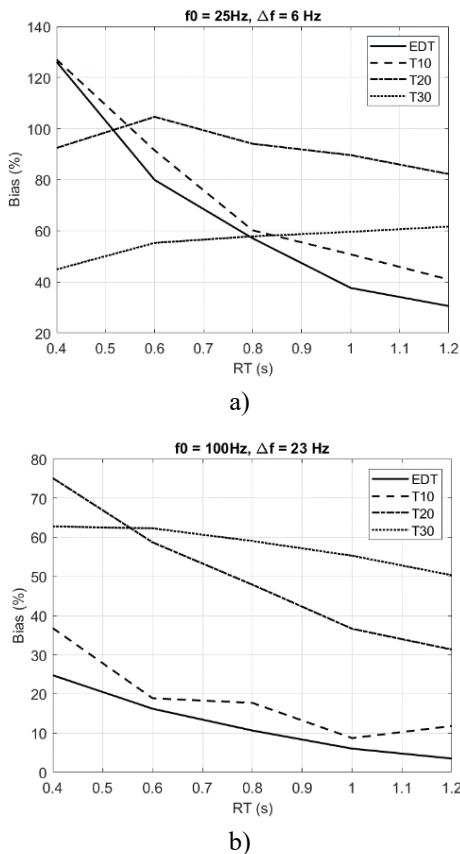 f0 = 25Hz, Δf = 6 Hz
140
120
100
80
60
40
20
Bias (%)
EDT
T10
T20
T30
0.4 0.5 0.6 0.7 0.8 0.9 1 1.1 1.2
RT (s)
a)
f0 = 100Hz, Δf = 23 Hz
80
70
60
50
40
30
20
10
0
Bias (%)
EDT
T10
T20
T30
0.4 0.5 0.6 0.7 0.8 0.9 1 1.1 1.2
RT (s)
b)